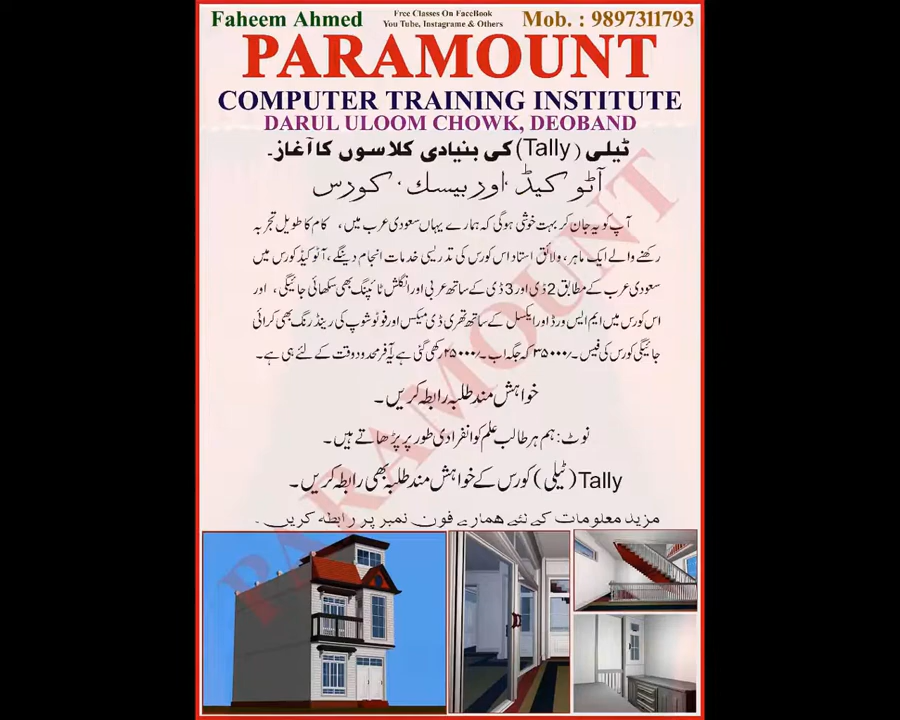 Faheem Ahmed
Free Classes On FaceBook
You Tube, Instagrame & Others
Mob. : 9897311793
PARAMOUNT
COMPUTER TRAINING INSTITUTE
DARUL ULOOM CHOWK, DEOBAND
ٹیلی (Tally) کی بنیادی کلاسوں کا آغاز۔
آٹو کیڈ اور بیسک کورس
آپ کو یہ جان کر بہت خوشی ہوگی کہ ہمارے یہاں سعودی عرب میں، کام کا طویل تجربہ
رکھنے والے ایک ماہر، ولائق استاد اس کورس کی تدریسی خدمات انجام دینگے، آٹو کیڈ کورس میں
سعودی عرب کے مطابق 2 ڈی اور 3 ڈی کے ساتھ عربی اور انگلش ٹائپنگ بھی سکھائی جائیگی، اور
اس کورس میں ایم ایس ورڈ اور ایکسل کے ساتھ تھری ڈی میکس اور فوٹوشوپ کی رینڈرنگ بھی کرائی
جائیگی کورس کی فیس ۔/۳۵۰۰۰ کہ جگہ اب ۔/۲۵۰۰۰ رکھی گئی ہے یہ آفر محدود وقت کے لئے ہی ہے۔
خواہش مند طلبہ رابطہ کریں۔
نوٹ: ہم ہر طالب علم کو انفرادی طور پر پڑھاتے ہیں۔
Tally (ٹیلی) کورس کے خواہش مند طلبہ بھی رابطہ کریں۔
مزید معلومات کے لئے ہمارے فون نمبر پر رابطہ کریں۔
PARAMOUNT
PARAMOUNT